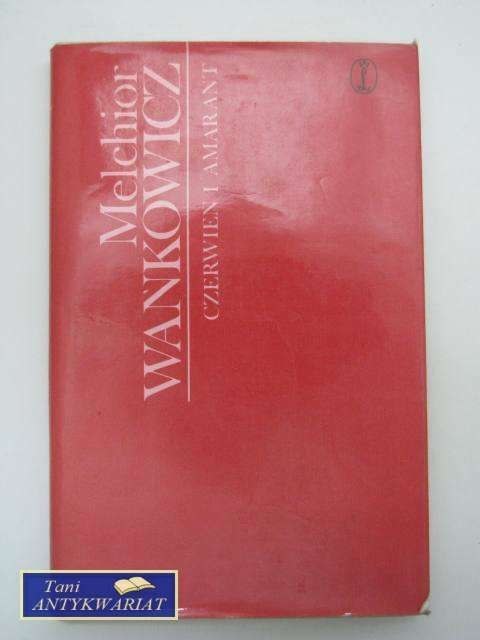 Melchior
WANKOWICZ
CZERWIEŃ I AMARANT
Tani
ANTYKWARIAT